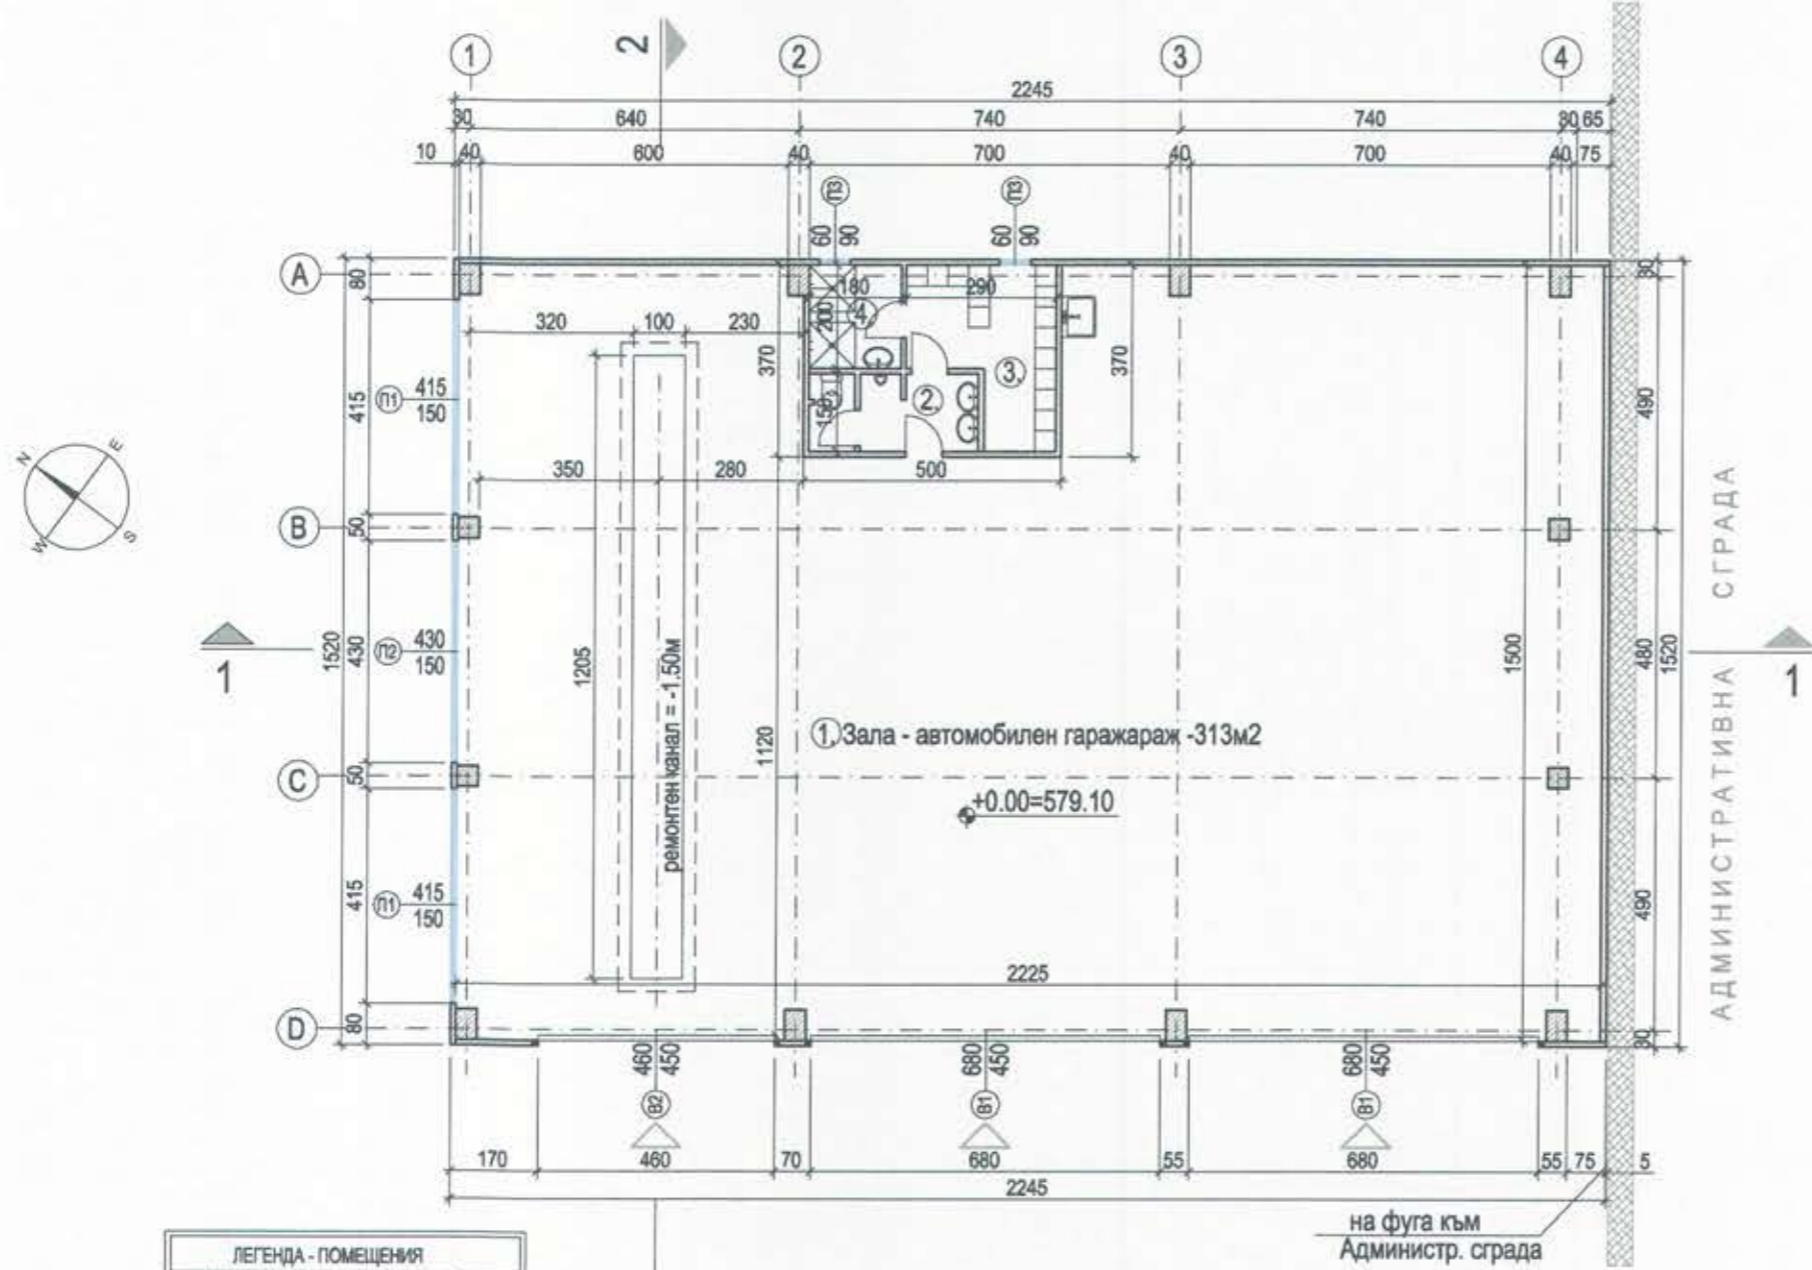 2
1 2 3 4
2245
30 640 740 740 30 65
10 40 600 40 700 40 700 40 75
П3 П3
60 90 60 90
A
80 30
180 290
320 100 230
200
4.
370 370
3.
2.
415
П1 415
150
150
490
N E
W S
350 280 500
B
50
1520
430
П2 430
150
1205
ремонтен канал = -1.50м
1500
480
1520
1
1
1. Зала - автомобилен гаражараж -313м2
1120
C
50
+0.00=579.10
415
П1 415
150
490
2225
D
80 30
460 450 680 450 680 450
В2 В1 В1
170 460 70 680 55 680 55 75 5
2245
на фуга към
Администр. сграда
АДМИНИСТРАТИВНА СГРАДА
ЛЕГЕНДА - ПОМЕЩЕНИЯ